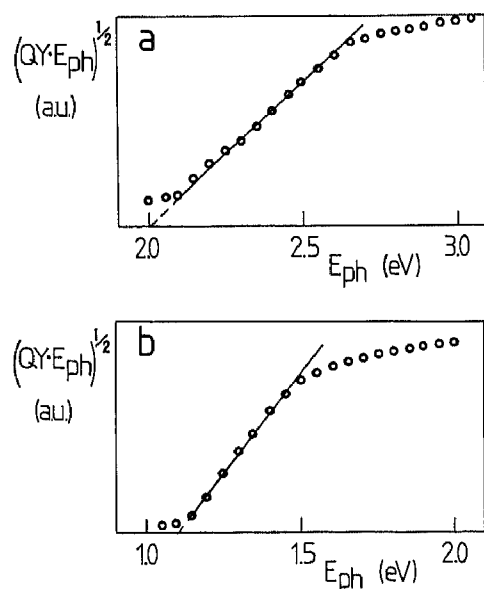 a
(QY·Eph)^1/2
(a.u.)
2.0 2.5 3.0
Eph (eV)
b
(QY·Eph)^1/2
(a.u.)
1.0 1.5 2.0
Eph (eV)